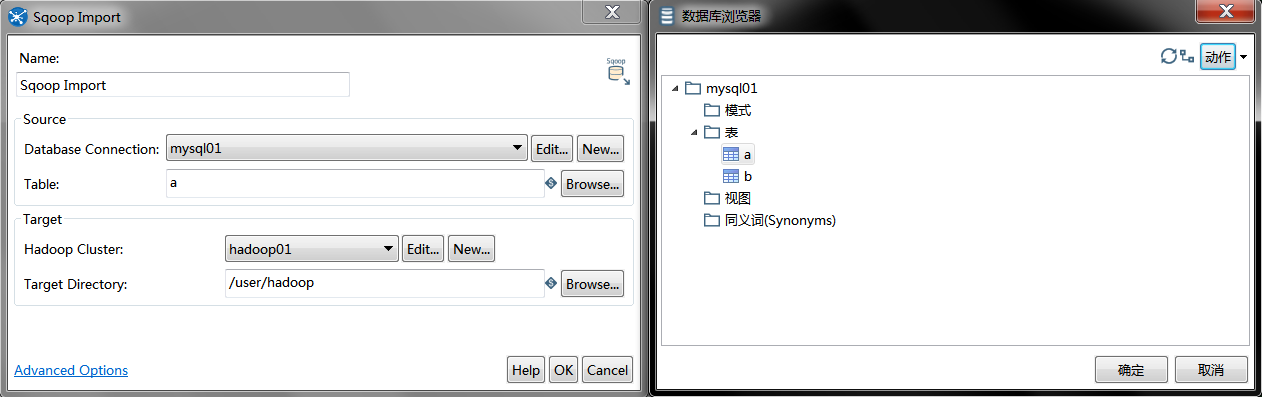 Sqoop Import
Name:
Sqoop
Sqoop Import
Source
Database Connection: mysql01 Edit... New...
Table: a Browse...
Target
Hadoop Cluster: hadoop01 Edit... New...
Target Directory: /user/hadoop Browse...
Advanced Options Help OK Cancel
数据库浏览器
动作
mysql01
模式
表
a
b
视图
同义词(Synonyms)
确定 取消